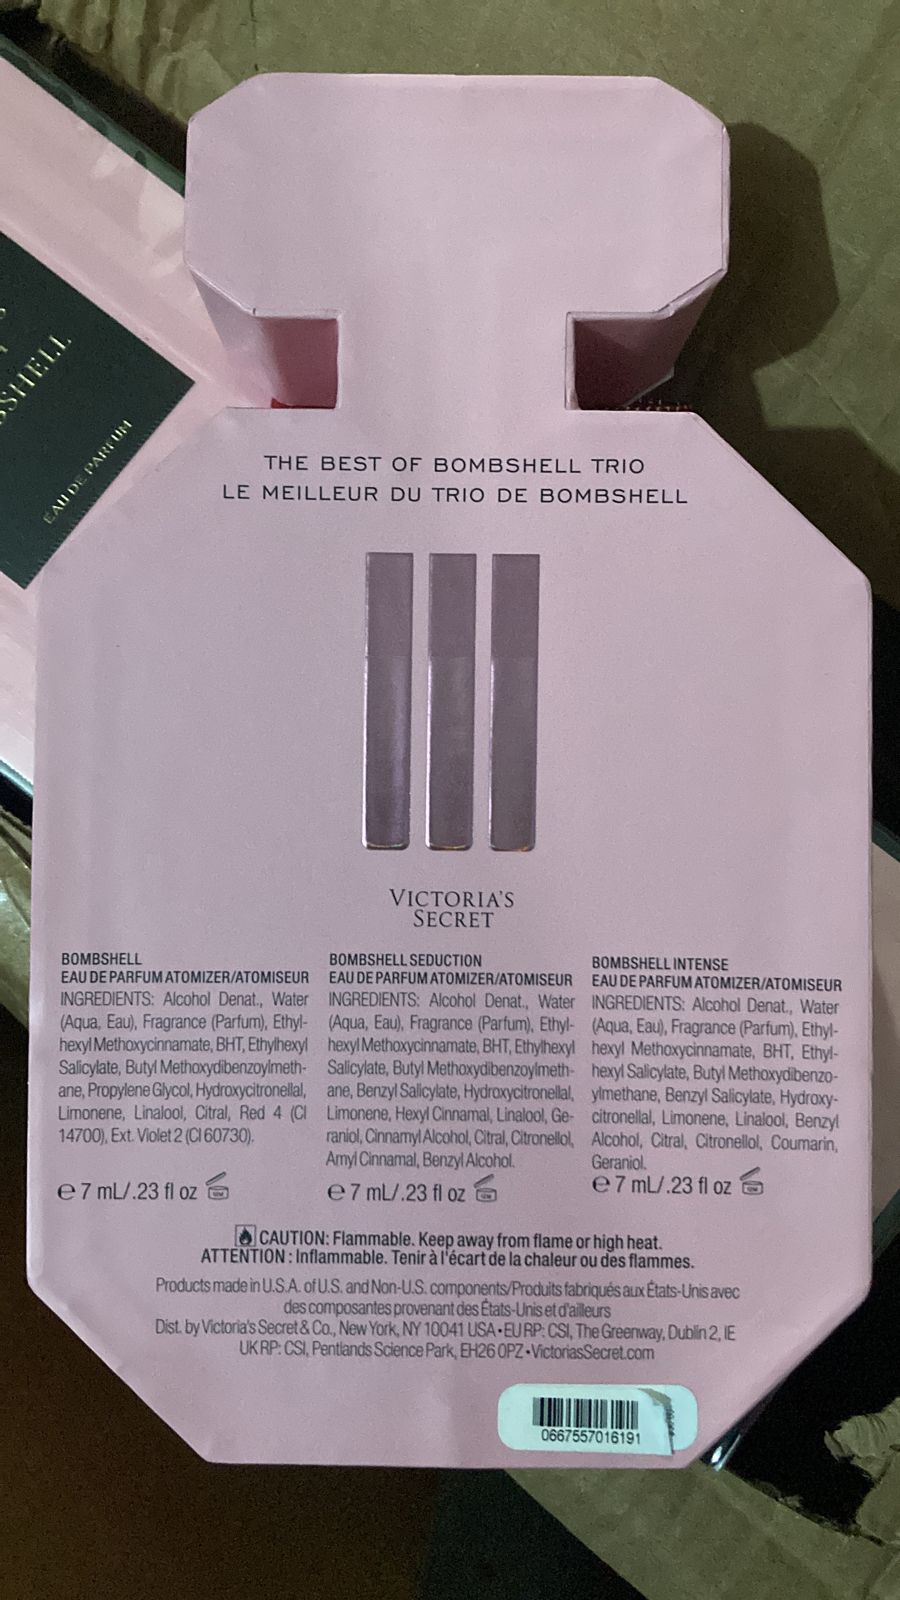 SHELL
EAU DE PARFUM
THE BEST OF BOMBSHELL TRIO
LE MEILLEUR DU TRIO DE BOMBSHELL
VICTORIA'S
SECRET
BOMBSHELL
EAU DE PARFUM ATOMIZER/ATOMISEUR
INGREDIENTS: Alcohol Denat., Water
(Aqua, Eau), Fragrance (Parfum), Ethyl-
hexyl Methoxycinnamate, BHT, Ethylhexyl
Salicylate, Butyl Methoxydibenzoylmeth-
ane, Propylene Glycol, Hydroxycitronellal,
Limonene, Linalool, Citral, Red 4 (CI
14700), Ext. Violet 2 (CI 60730).
e 7 mL/.23 fl oz
BOMBSHELL SEDUCTION
EAU DE PARFUM ATOMIZER/ATOMISEUR
INGREDIENTS: Alcohol Denat., Water
(Aqua, Eau), Fragrance (Parfum), Ethyl-
hexyl Methoxycinnamate, BHT, Ethylhexyl
Salicylate, Butyl Methoxydibenzoylmeth-
ane, Benzyl Salicylate, Hydroxycitronellal,
Limonene, Hexyl Cinnamal, Linalool, Ge-
raniol, Cinnamyl Alcohol, Citral, Citronellol,
Amyl Cinnamal, Benzyl Alcohol.
e 7 mL/.23 fl oz
BOMBSHELL INTENSE
EAU DE PARFUM ATOMIZER/ATOMISEUR
INGREDIENTS: Alcohol Denat., Water
(Aqua, Eau), Fragrance (Parfum), Ethyl-
hexyl Methoxycinnamate, BHT, Ethyl-
hexyl Salicylate, Butyl Methoxydibenzo-
ylmethane, Benzyl Salicylate, Hydroxy-
citronellal, Limonene, Linalool, Benzyl
Alcohol, Citral, Citronellol, Coumarin,
Geraniol.
e 7 mL/.23 fl oz
CAUTION: Flammable. Keep away from flame or high heat.
ATTENTION : Inflammable. Tenir à l'écart de la chaleur ou des flammes.
Products made in U.S.A. of U.S. and Non-U.S. components/Produits fabriqués aux États-Unis avec
des composantes provenant des États-Unis et d'ailleurs
Dist. by Victoria's Secret & Co., New York, NY 10041 USA • EU RP: CSI, The Greenway, Dublin 2, IE
UK RP: CSI, Pentlands Science Park, EH26 0PZ • VictoriasSecret.com
0667557016191